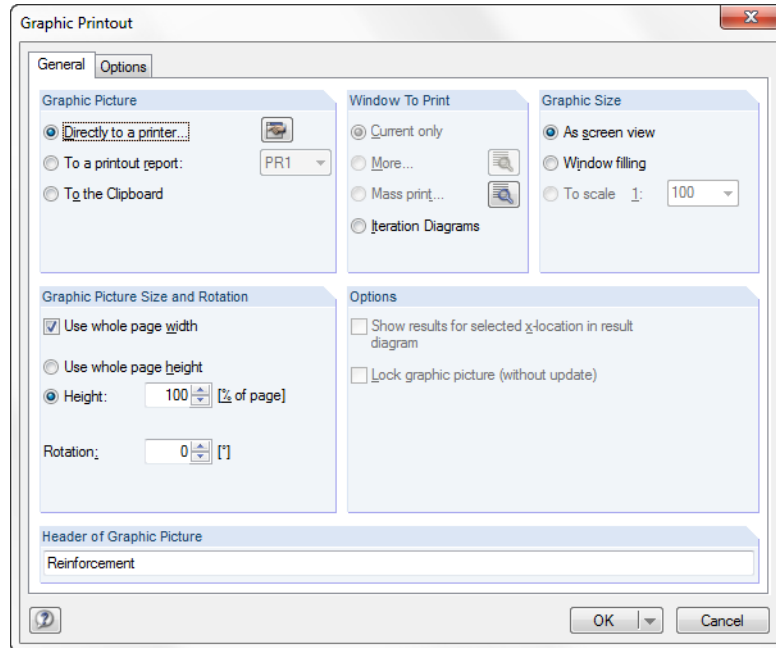 Graphic Printout
General
Options
Graphic Picture
Directly to a printer...
To a printout report:
PR1
To the Clipboard
Window To Print
Current only
More...
Mass print...
Iteration Diagrams
Graphic Size
As screen view
Window filling
To scale 1:
100
Graphic Picture Size and Rotation
Use whole page width
Use whole page height
Height:
100
[% of page]
Rotation:
0
[°]
Options
Show results for selected x-location in result
diagram
Lock graphic picture (without update)
Header of Graphic Picture
Reinforcement
OK
Cancel